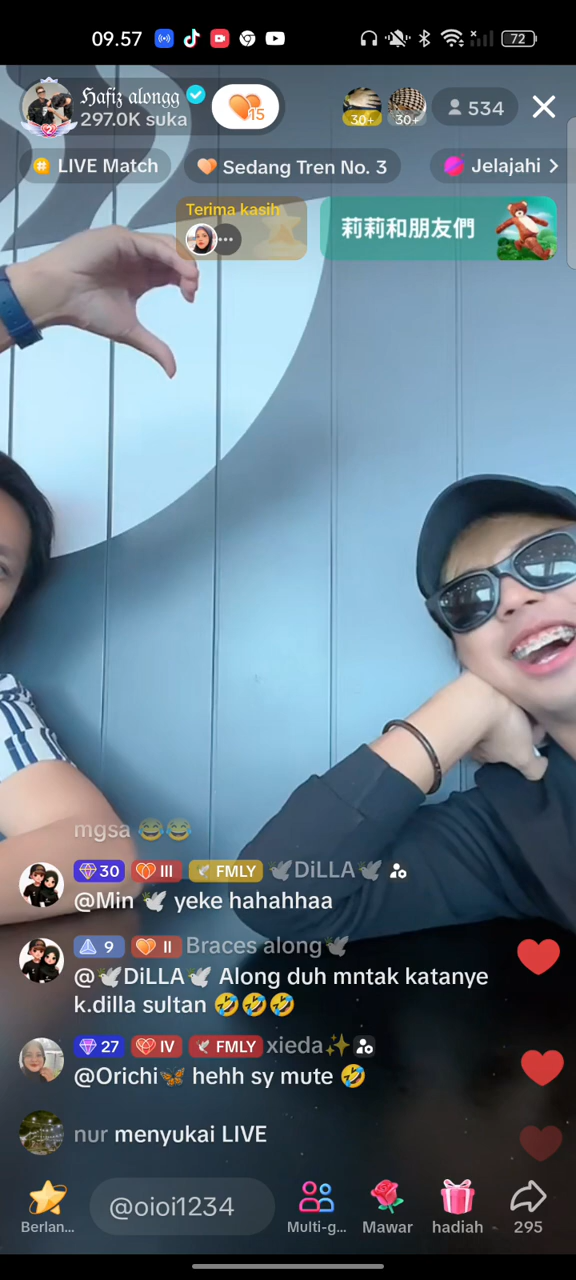 09.57
72
Hafiz alongg
297.0K suka
15
30+
30+
534
LIVE Match
Sedang Tren No. 3
Jelajahi >
Terima kasih
莉莉和朋友們
mgsa 😂😂
30 III FMLY 🕊DiLLA🕊
@Min 🕊 yeke hahahhaa
9 II Braces along🕊
@🕊DiLLA🕊 Along duh mntak katanye
k.dilla sultan 🤣🤣🤣
27 IV FMLY xieda✨
@Orichi🦋 hehh sy mute 🤣
nur menyukai LIVE
Berlan...
@oioi1234
Multi-g...
Mawar
hadiah
295